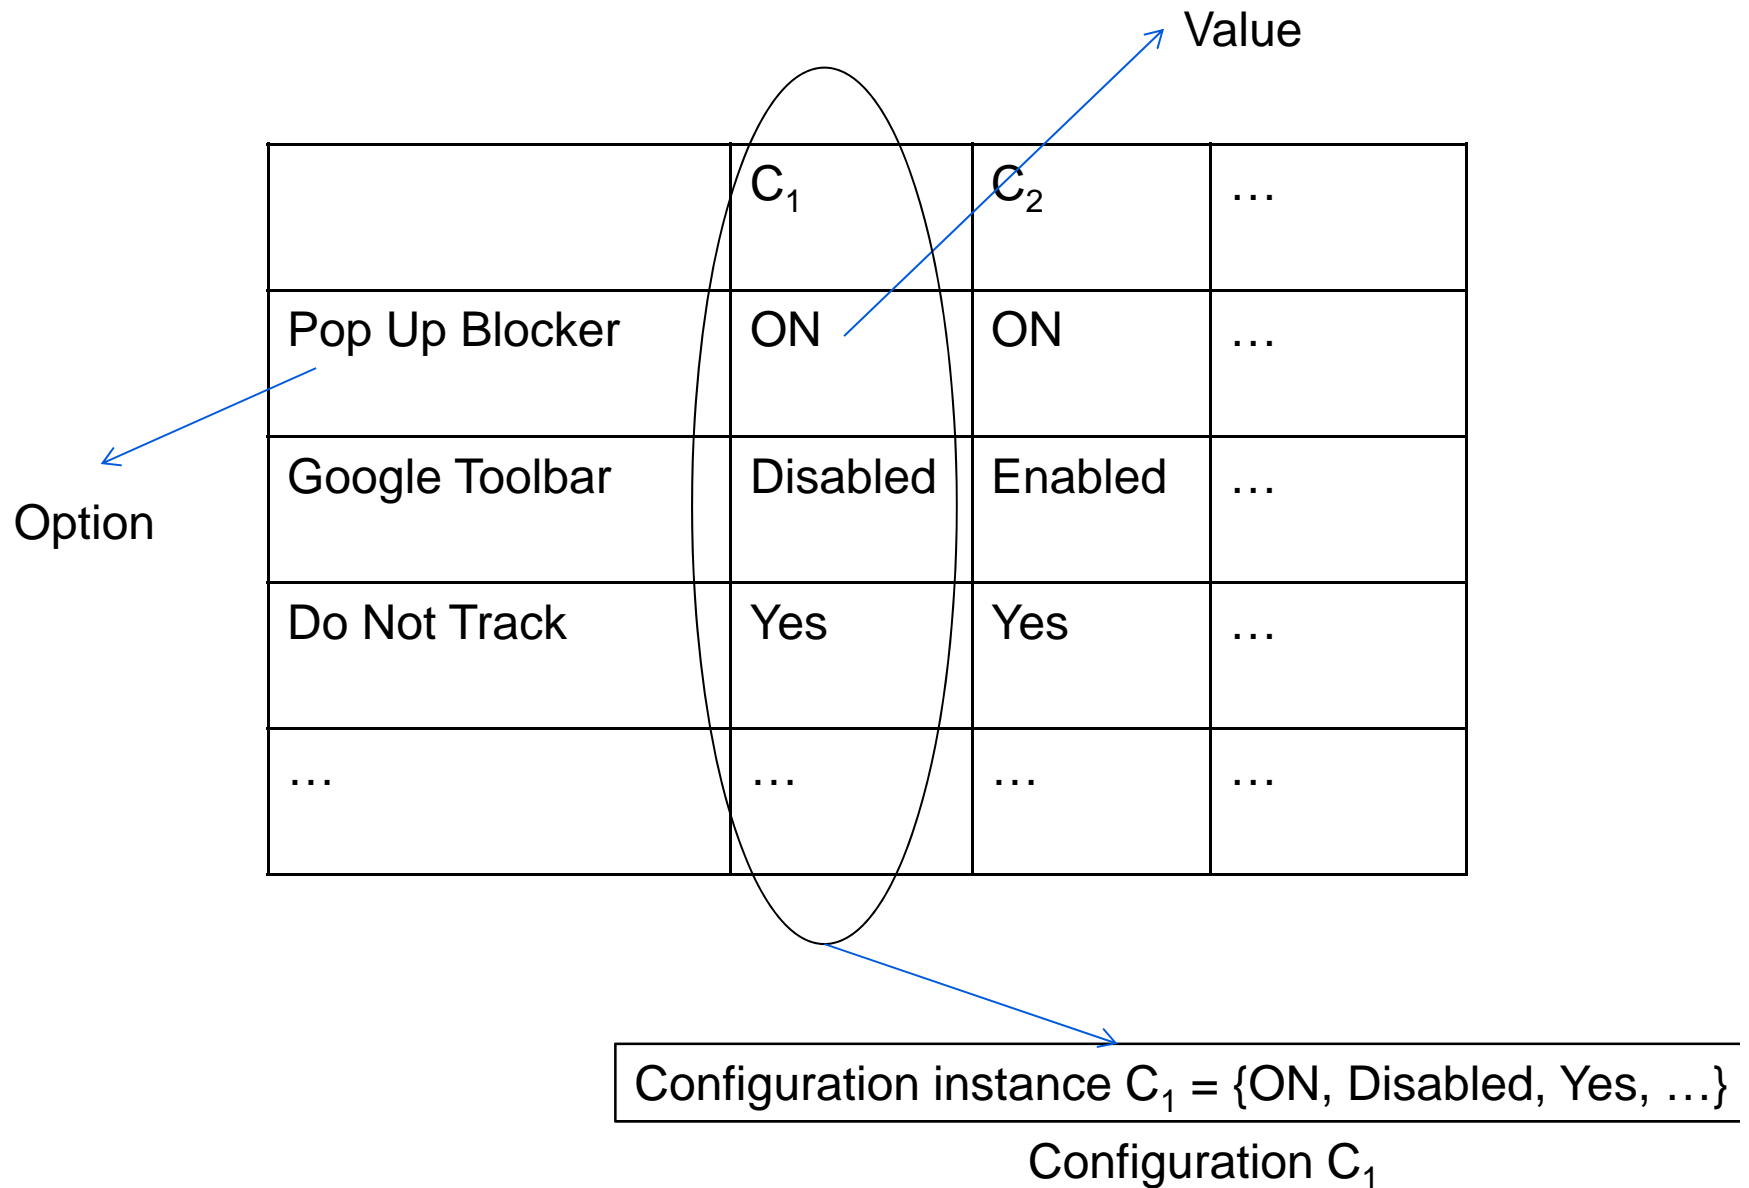 Value
C₁ C₂ …
Pop Up Blocker ON ON …
Google Toolbar Disabled Enabled …
Option
Do Not Track Yes Yes …
… … … …
Configuration instance C₁ = {ON, Disabled, Yes, …}
Configuration C₁